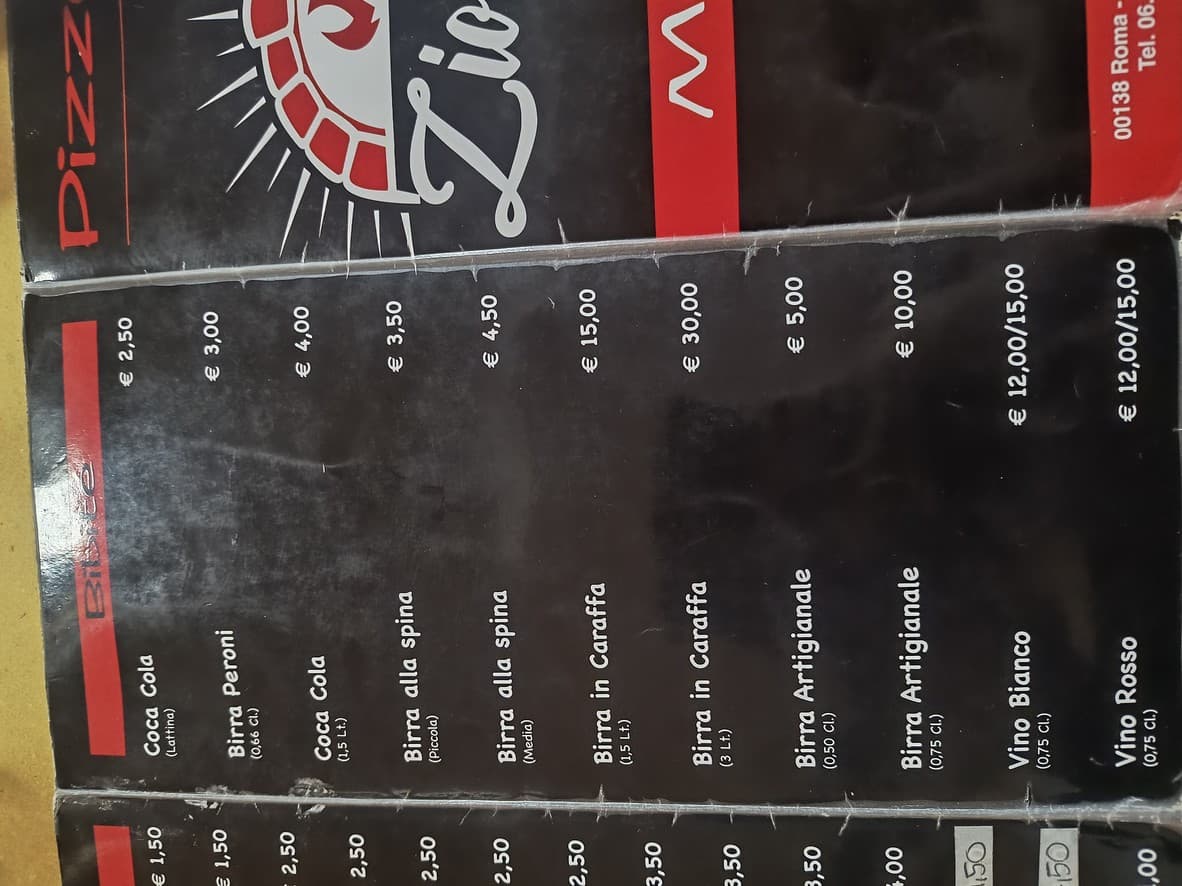 € 1,50
€ 1,50
2,50
2,50
2,50
2,50
2,50
3,50
3,50
3,50
,00
,50
,50
,00
Bibite
Coca Cola € 2,50
(Lattina)
Birra Peroni € 3,00
(0,66 Cl.)
Coca Cola € 4,00
(1,5 Lt.)
Birra alla spina € 3,50
(Piccola)
Birra alla spina € 4,50
(Media)
Birra in Caraffa € 15,00
(1,5 Lt.)
Birra in Caraffa € 30,00
(3 Lt.)
Birra Artigianale € 5,00
(0,50 Cl.)
Birra Artigianale € 10,00
(0,75 Cl.)
Vino Bianco € 12,00/15,00
(0,75 Cl.)
Vino Rosso € 12,00/15,00
(0,75 Cl.)
Pizz
Zio
M
00138 Roma -
Tel. 06.